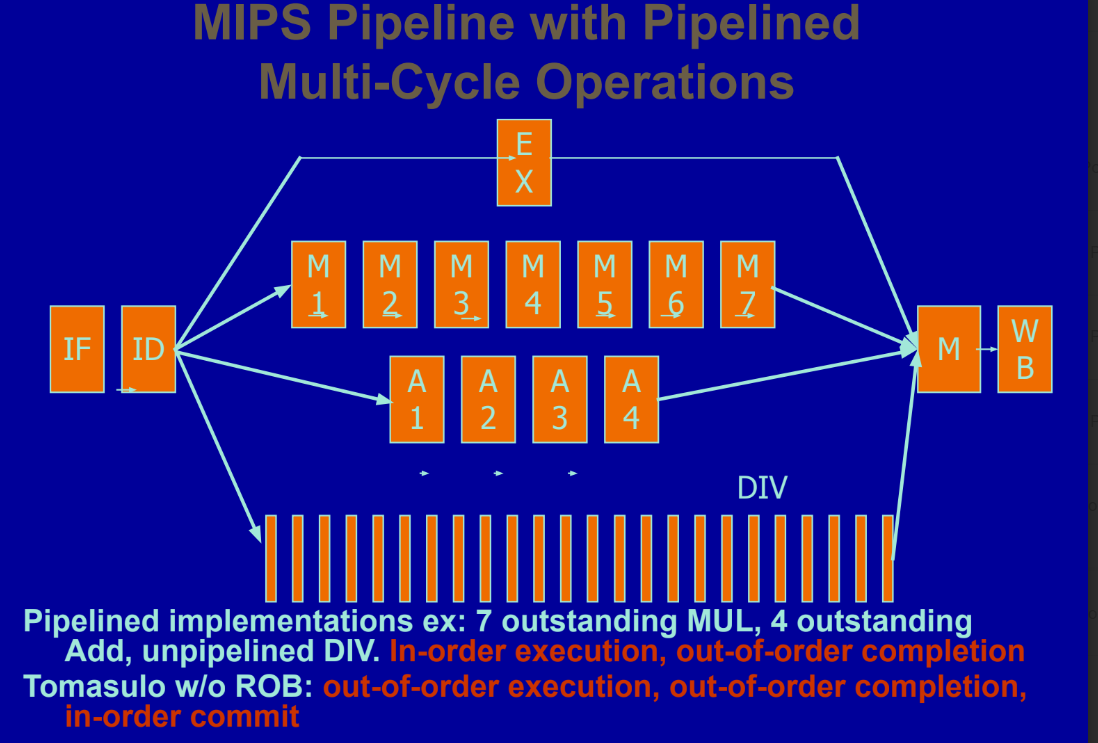 MIPS Pipeline with Pipelined
Multi-Cycle Operations
E
X
M
1
M
2
M
3
M
4
M
5
M
6
M
7
IF
ID
M
W
B
A
1
A
2
A
3
A
4
DIV
Pipelined implementations ex: 7 outstanding MUL, 4 outstanding
Add, unpipelined DIV. In-order execution, out-of-order completion
Tomasulo w/o ROB: out-of-order execution, out-of-order completion,
in-order commit